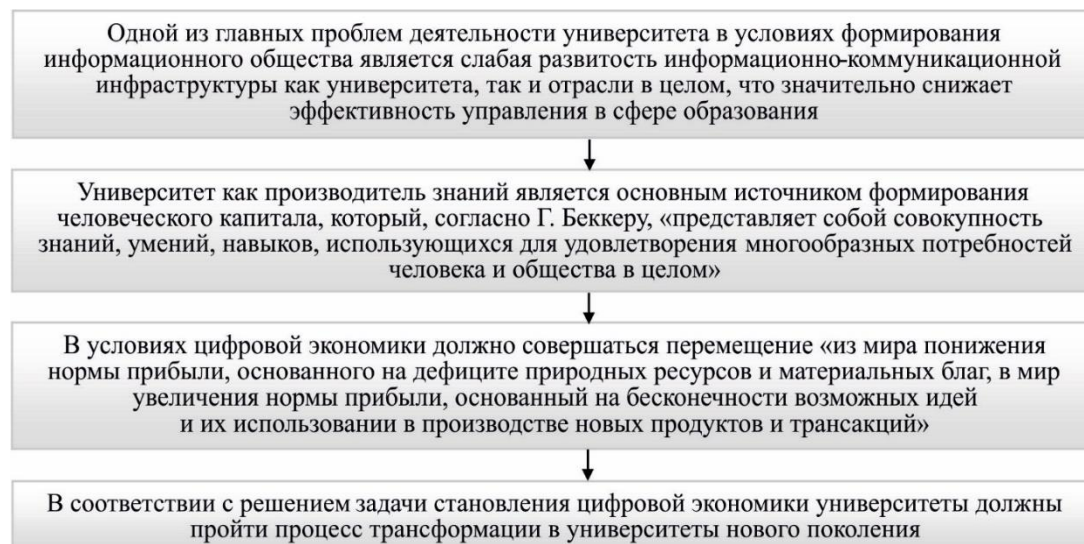 Одной из главных проблем деятельности университета в условиях формирования
информационного общества является слабая развитость информационно-коммуникационной
инфраструктуры как университета, так и отрасли в целом, что значительно снижает
эффективность управления в сфере образования
Университет как производитель знаний является основным источником формирования
человеческого капитала, который, согласно Г. Беккеру, «представляет собой совокупность
знаний, умений, навыков, использующихся для удовлетворения многообразных потребностей
человека и общества в целом»
В условиях цифровой экономики должно совершаться перемещение «из мира понижения
нормы прибыли, основанного на дефиците природных ресурсов и материальных благ, в мир
увеличения нормы прибыли, основанный на бесконечности возможных идей
и их использовании в производстве новых продуктов и трансакций»
В соответствии с решением задачи становления цифровой экономики университеты должны
пройти процесс трансформации в университеты нового поколения